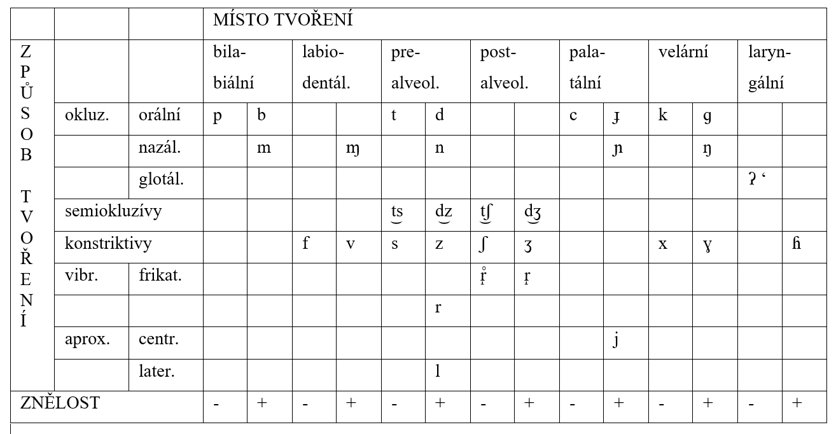 MÍSTO TVOŘENÍ
ZPŮSOB TVOŘENÍ
bila- labio- pre- post- pala- velární laryn-
biální dentál. alveol. alveol. tální gální
okluz. orální p b t d c ɟ k ɡ
nazál. m ɱ n ɲ ŋ
glotál. ʔ ʻ
semiokluzívy t͜s d͜z t͜ʃ d͜ʒ
konstriktivy f v s z ʃ ʒ x ɣ ɦ
vibr. frikat. r̝̊ r̝
r
aprox. centr. j
later. l
ZNĚLOST - + - + - + - + - + - + - +